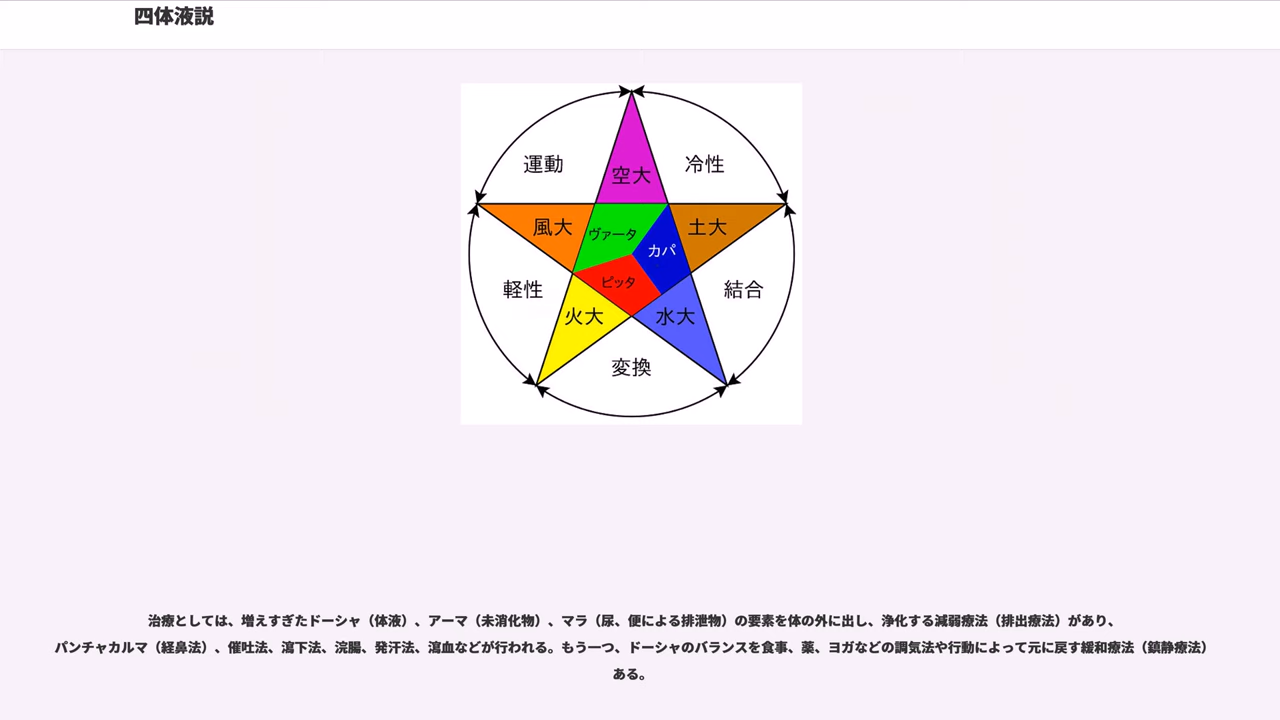 四体液説
運動
冷性
空大
風大
ヴァータ
カパ
土大
ピッタ
軽性
結合
火大
水大
変換
治療としては、増えすぎたドーシャ（体液）、アーマ（未消化物）、マラ（尿、便による排泄物）の要素を体の外に出し、浄化する減弱療法（排出療法）があり、
パンチャカルマ（経鼻法）、催吐法、瀉下法、浣腸、発汗法、瀉血などが行われる。もう一つ、ドーシャのバランスを食事、薬、ヨガなどの調気法や行動によって元に戻す緩和療法（鎮静療法）
ある。